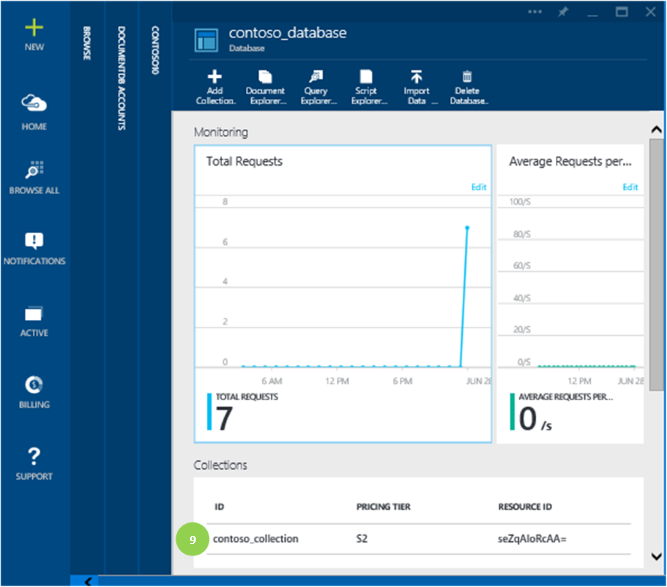 contoso_database
Database
NEW
BROWSE
DOCUMENTDB ACCOUNTS
CONTOSO10
Add Collection..
Document Explorer...
Query Explorer...
Script Explorer...
Import Data ...
Delete Database..
HOME
BROWSE ALL
NOTIFICATIONS
ACTIVE
BILLING
SUPPORT
Monitoring
Total Requests
Edit
8
6
4
2
0
6 AM 12 PM 6 PM JUN 28
TOTAL REQUESTS
7
Average Requests per...
Edit
100/S
80/S
60/S
40/S
20/S
0/S
12 PM JUN 28
AVERAGE REQUESTS PER...
0 /s
Collections
ID PRICING TIER RESOURCE ID
9 contoso_collection S2 seZqAloRcAA=